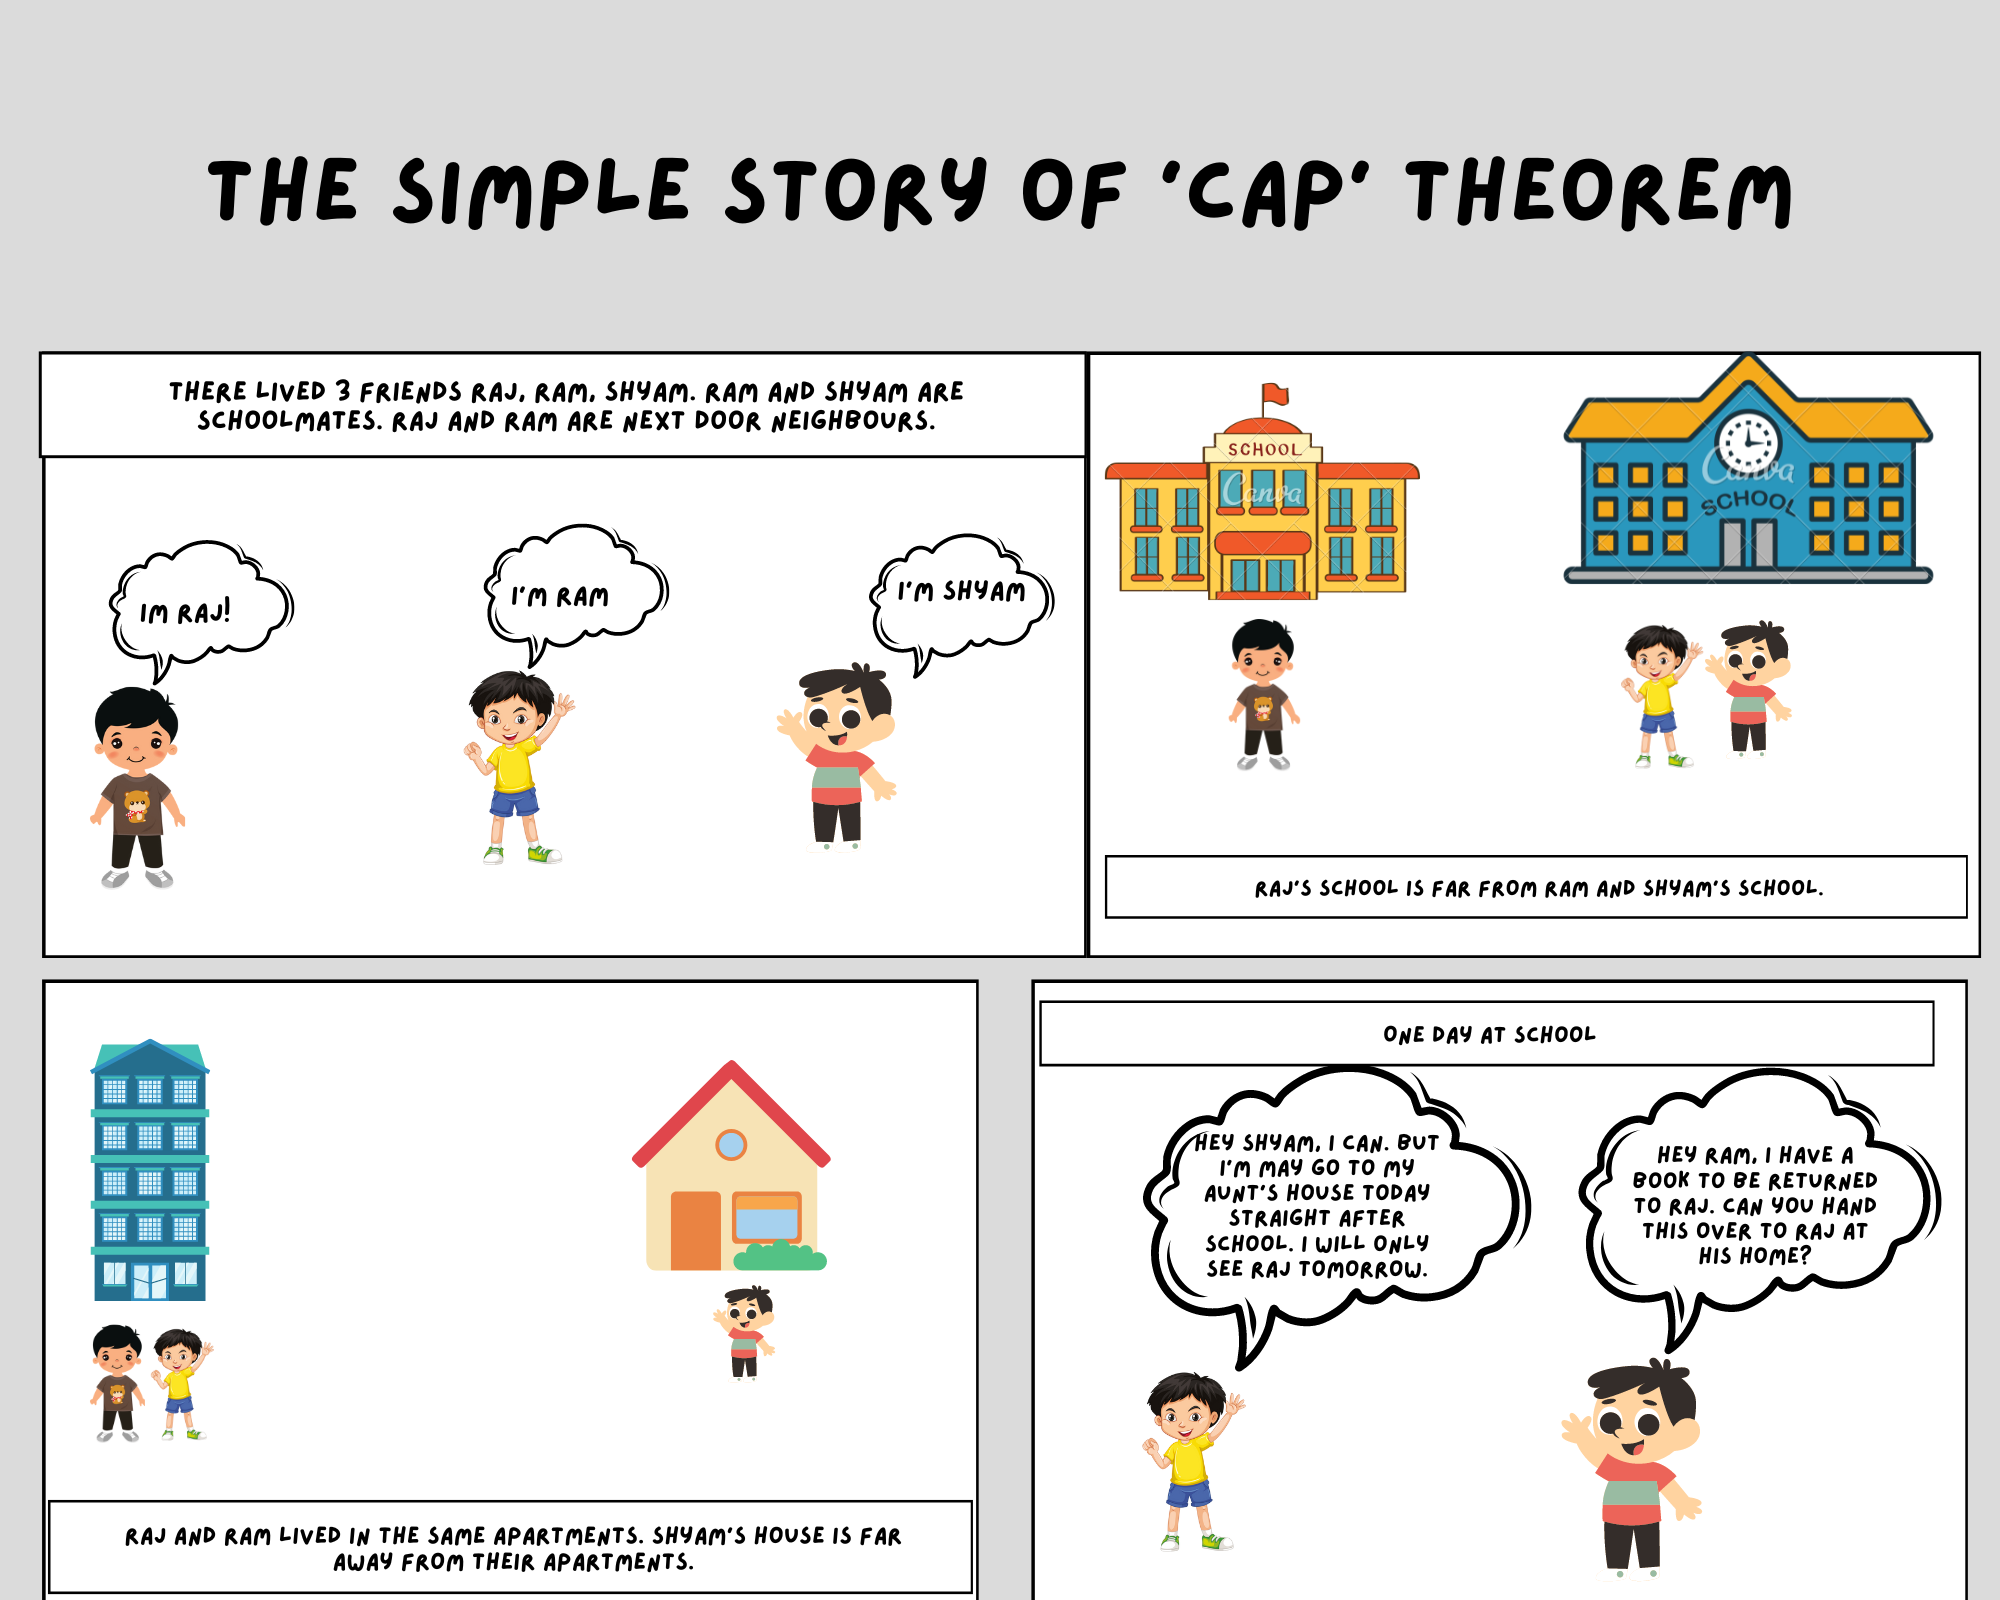 THE SIMPLE STORY OF 'CAP' THEOREM
THERE LIVED 3 FRIENDS RAJ, RAM, SHYAM. RAM AND SHYAM ARE
SCHOOLMATES. RAJ AND RAM ARE NEXT DOOR NEIGHBOURS.
IM RAJ!
I'M RAM
I'M SHYAM
SCHOOL
Canva
Canva
SCHOOL
RAJ'S SCHOOL IS FAR FROM RAM AND SHYAM'S SCHOOL.
RAJ AND RAM LIVED IN THE SAME APARTMENTS. SHYAM'S HOUSE IS FAR
AWAY FROM THEIR APARTMENTS.
ONE DAY AT SCHOOL
HEY SHYAM, I CAN. BUT
I'M MAY GO TO MY
AUNT'S HOUSE TODAY
STRAIGHT AFTER
SCHOOL. I WILL ONLY
SEE RAJ TOMORROW.
HEY RAM, I HAVE A
BOOK TO BE RETURNED
TO RAJ. CAN YOU HAND
THIS OVER TO RAJ AT
HIS HOME?